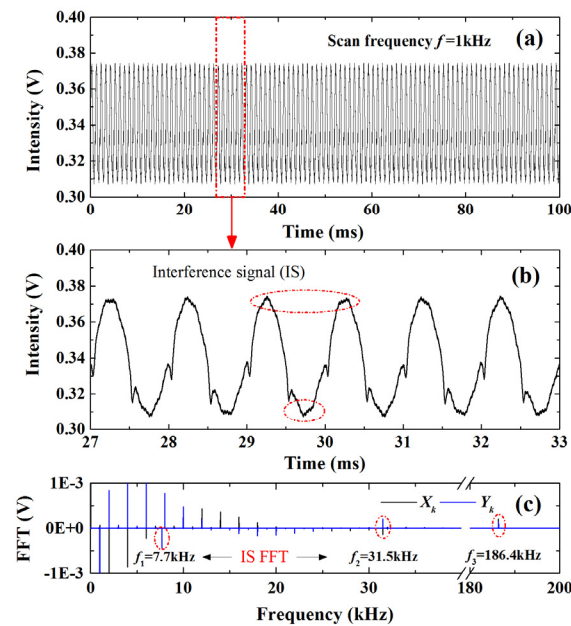 0.40
(a)
Scan frequency f=1kHz
0.38
0.36
0.34
0.32
0.30
Intensity (V)
0 20 40 60 80 100
Time (ms)
0.40
(b)
Interference signal (IS)
0.38
0.36
0.34
0.32
0.30
Intensity (V)
27 28 29 30 31 32 33
Time (ms)
1E-3
0E+0
-1E-3
FFT (V)
Xk Yk (c)
f1=7.7kHz IS FFT f2=31.5kHz f3=186.4kHz
0 10 20 30 180 200
Frequency (kHz)